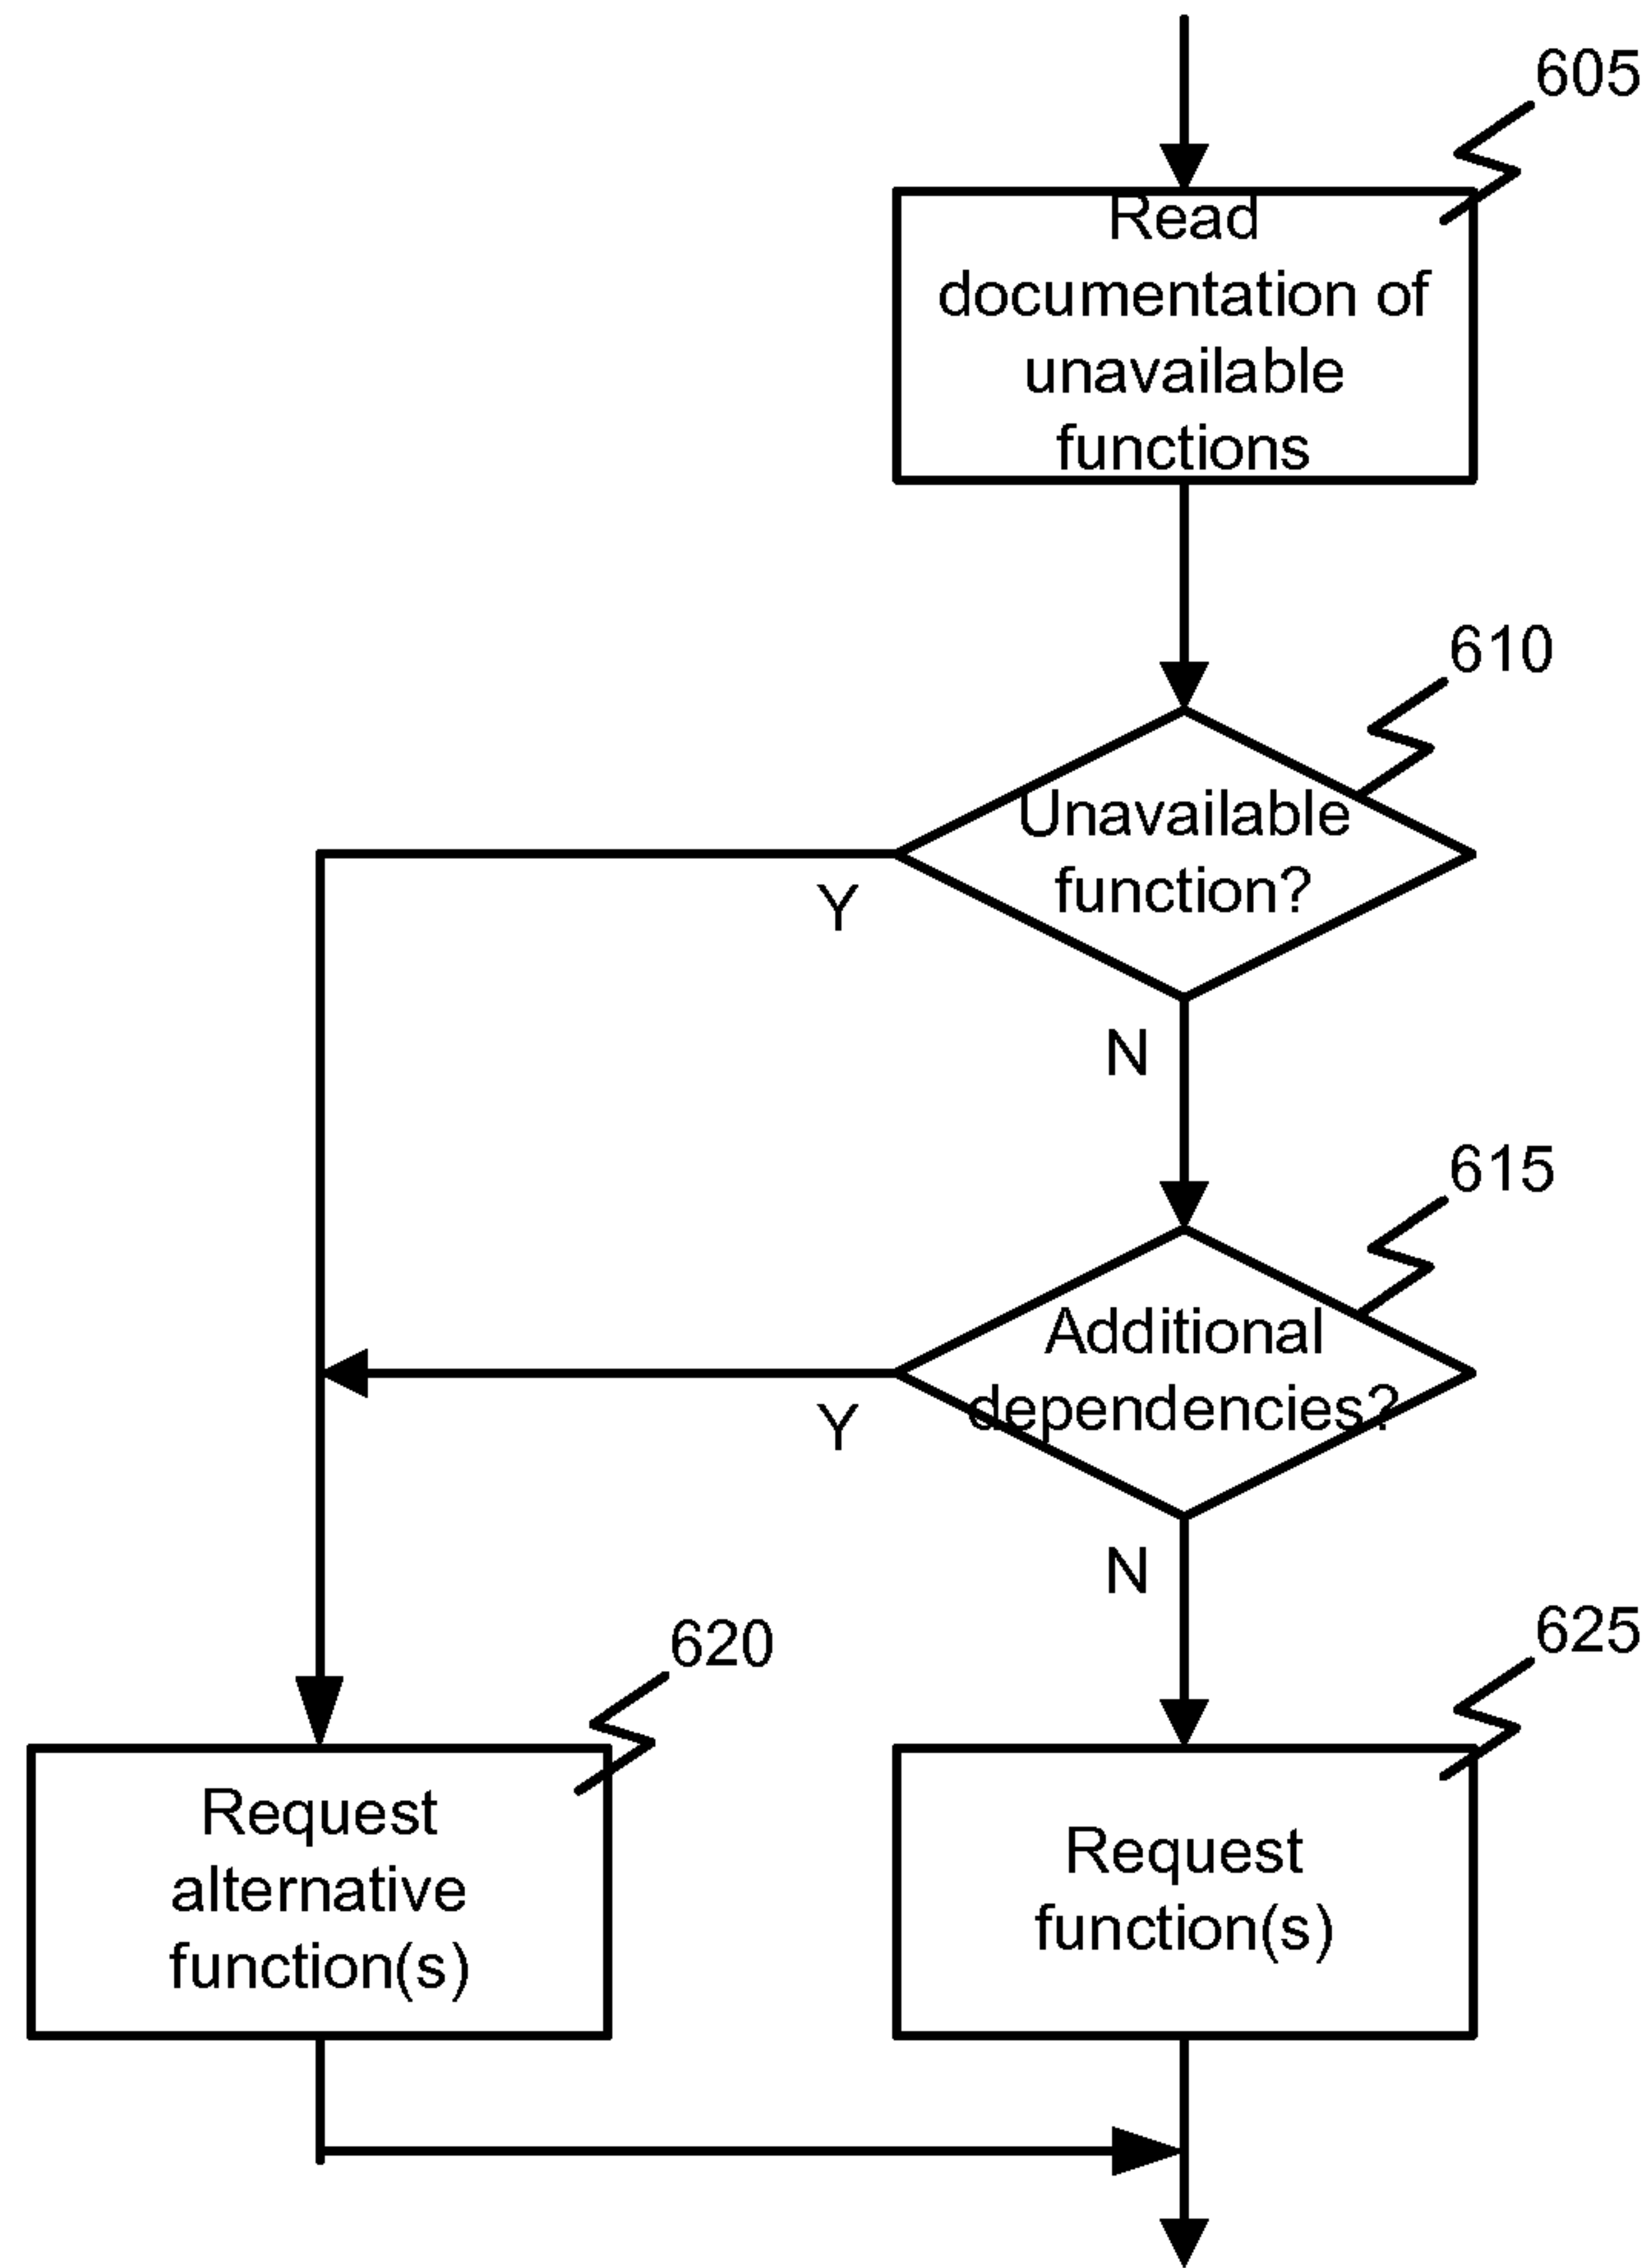 605
Read
documentation of
unavailable
functions
610
Unavailable
function?
Y
N
615
Additional
dependencies?
Y
N
620
625
Request
alternative
function(s)
Request
function(s)